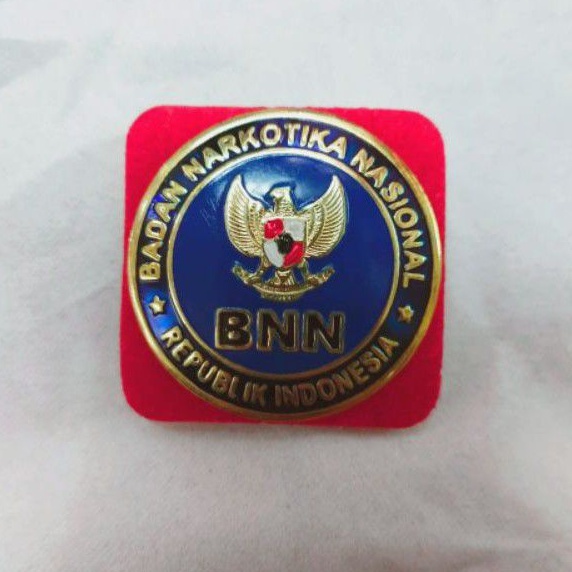 BADAN NARKOTIKA NASIONAL
BNN
REPUBLIK INDONESIA